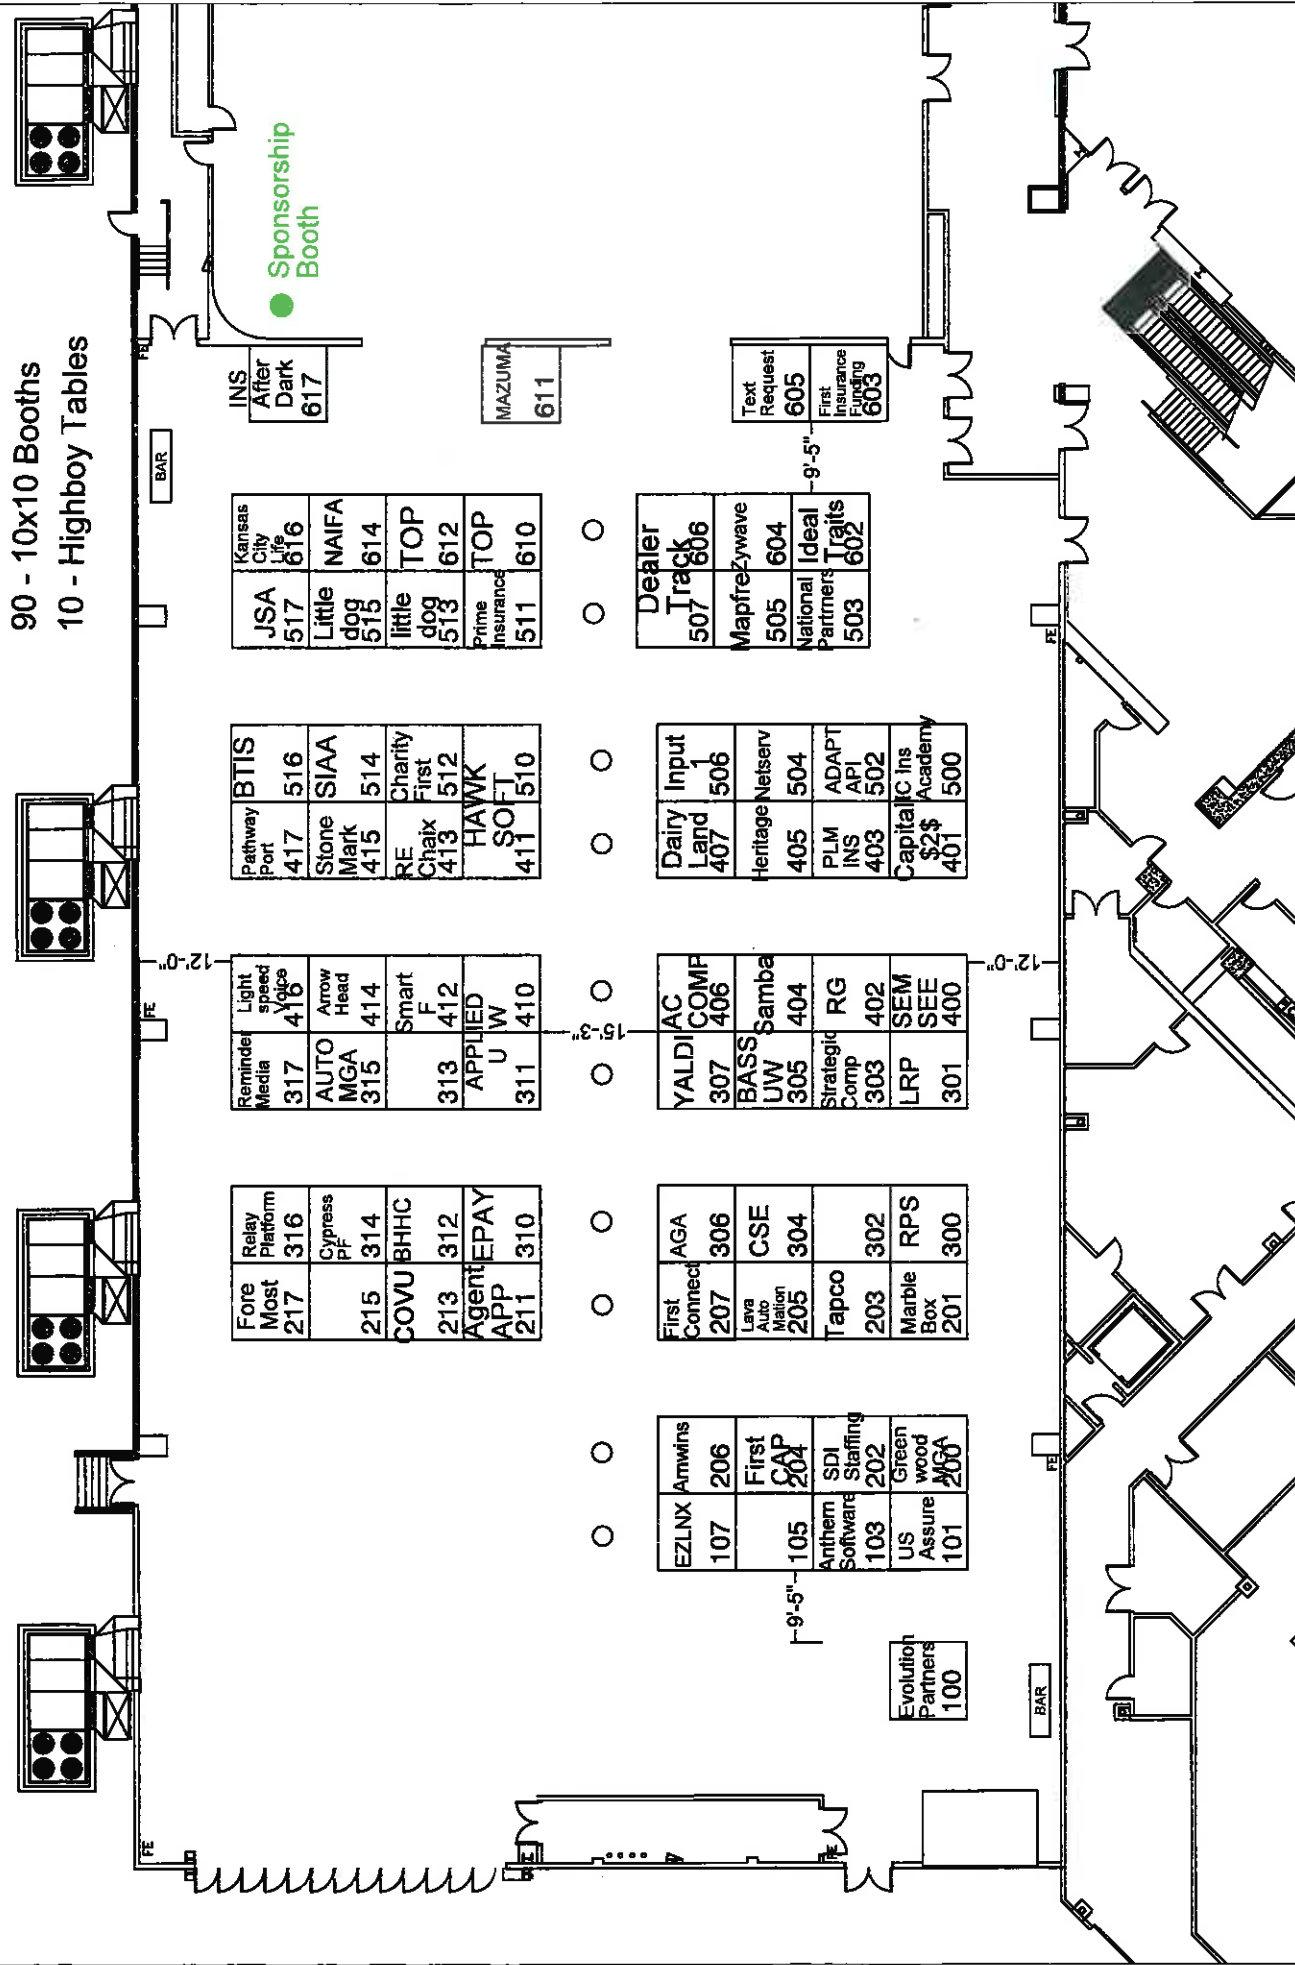 90 - 10x10 Booths
10 - Highboy Tables
Sponsorship
Booth
FE
INS
After
Dark
617
MAZUMA
611
Text
Request
605
First
Insurance
Funding
603
BAR
9'-5"
Kansas
City
Life
616
NAIFA
614
TOP
612
TOP
610
JSA
517
Little
dog
515
little
dog
513
Prime
Insurance
511
Dealer
Track
606
507
Zywave
604
Ideal
Traits
602
Mapfre
505
National
Partners
503
FE
BTIS
516
SIAA
514
Charity
First
512
HAWK
SOFT
510
411
Pathway
Port
417
Stone
Mark
415
RE
Chaix
413
Input
1
506
Netserv
504
ADAPT
API
502
IC Ins
Academy
500
Dairy
Land
407
Heritage
405
PLM
INS
403
Capital
$2$
401
12'-0"
12'-0"
FE
Light
speed
Voice
416
Arrow
Head
414
Smart
F
412
APPLIED
U W
410
311
15'-3"
Reminder
Media
317
AUTO
MGA
315
313
AC
COMP
406
Samba
404
RG
402
SEM
SEE
400
YALDI
307
BASS
UW
305
Strategic
Comp
303
LRP
301
Relay
Platform
316
Cypress
PF
314
BHHC
312
EPAY
310
Fore
Most
217
215
COVU
213
Agent
APP
211
AGA
306
CSE
304
302
RPS
300
First
Connect
207
Lava
Auto
Mation
205
Tapco
203
Marble
Box
201
Amwins
206
First
CAP
204
SDI
Staffing
202
Green
wood
MGA
200
FE
EZLNX
107
105
Anthem
Software
103
US
Assure
101
9'-5"
Evolution
Partners
100
BAR
FE
FE